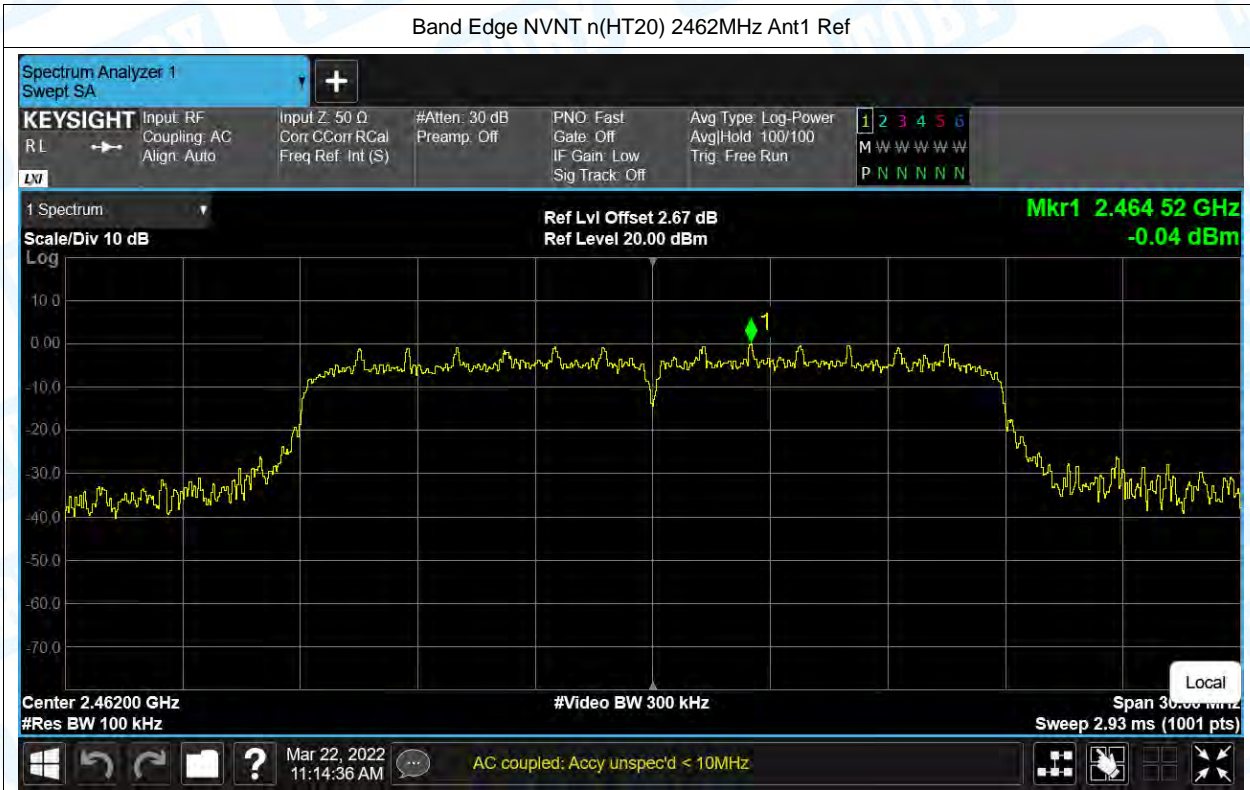 Band Edge NVNT n(HT20) 2462MHz Ant1 Ref
Spectrum Analyzer 1
Swept SA
KEYSIGHT
RL
LXI
Input: RF
Coupling: AC
Align: Auto
Input Z: 50 Ω
Corr CCorr RCal
Freq Ref: Int (S)
#Atten: 30 dB
Preamp: Off
PNO: Fast
Gate: Off
IF Gain: Low
Sig Track: Off
Avg Type: Log-Power
Avg|Hold: 100/100
Trig: Free Run
1 2 3 4 5 6
M W W W W W W
P N N N N N N
1 Spectrum
Scale/Div 10 dB
Ref Lvl Offset 2.67 dB
Ref Level 20.00 dBm
Mkr1 2.464 52 GHz
-0.04 dBm
Log
10.0
0.00
-10.0
-20.0
-30.0
-40.0
-50.0
-60.0
-70.0
1
Local
Center 2.46200 GHz
#Video BW 300 kHz
Span 30.00 MHz
#Res BW 100 kHz
Sweep 2.93 ms (1001 pts)
?
Mar 22, 2022
11:14:36 AM
AC coupled: Accy unspec'd < 10MHz